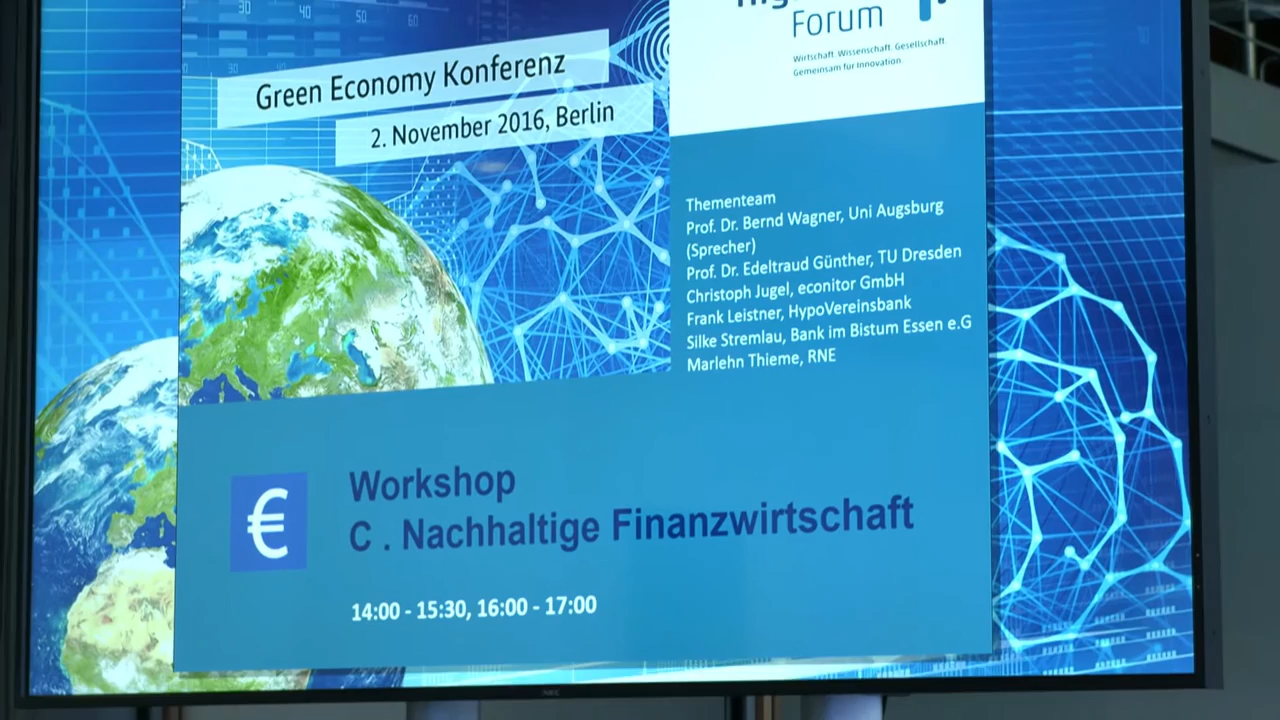 Green Economy Konferenz
2. November 2016, Berlin
Forum
Wirtschaft. Wissenschaft. Gesellschaft.
Gemeinsam für Innovation.
Thementeam
Prof. Dr. Bernd Wagner, Uni Augsburg
(Sprecher)
Prof. Dr. Edeltraud Günther, TU Dresden
Christoph Jugel, econitor GmbH
Frank Leistner, HypoVereinsbank
Silke Stremlau, Bank im Bistum Essen e.G
Marlehn Thieme, RNE
€
Workshop
C . Nachhaltige Finanzwirtschaft
14:00 - 15:30, 16:00 - 17:00
NEC